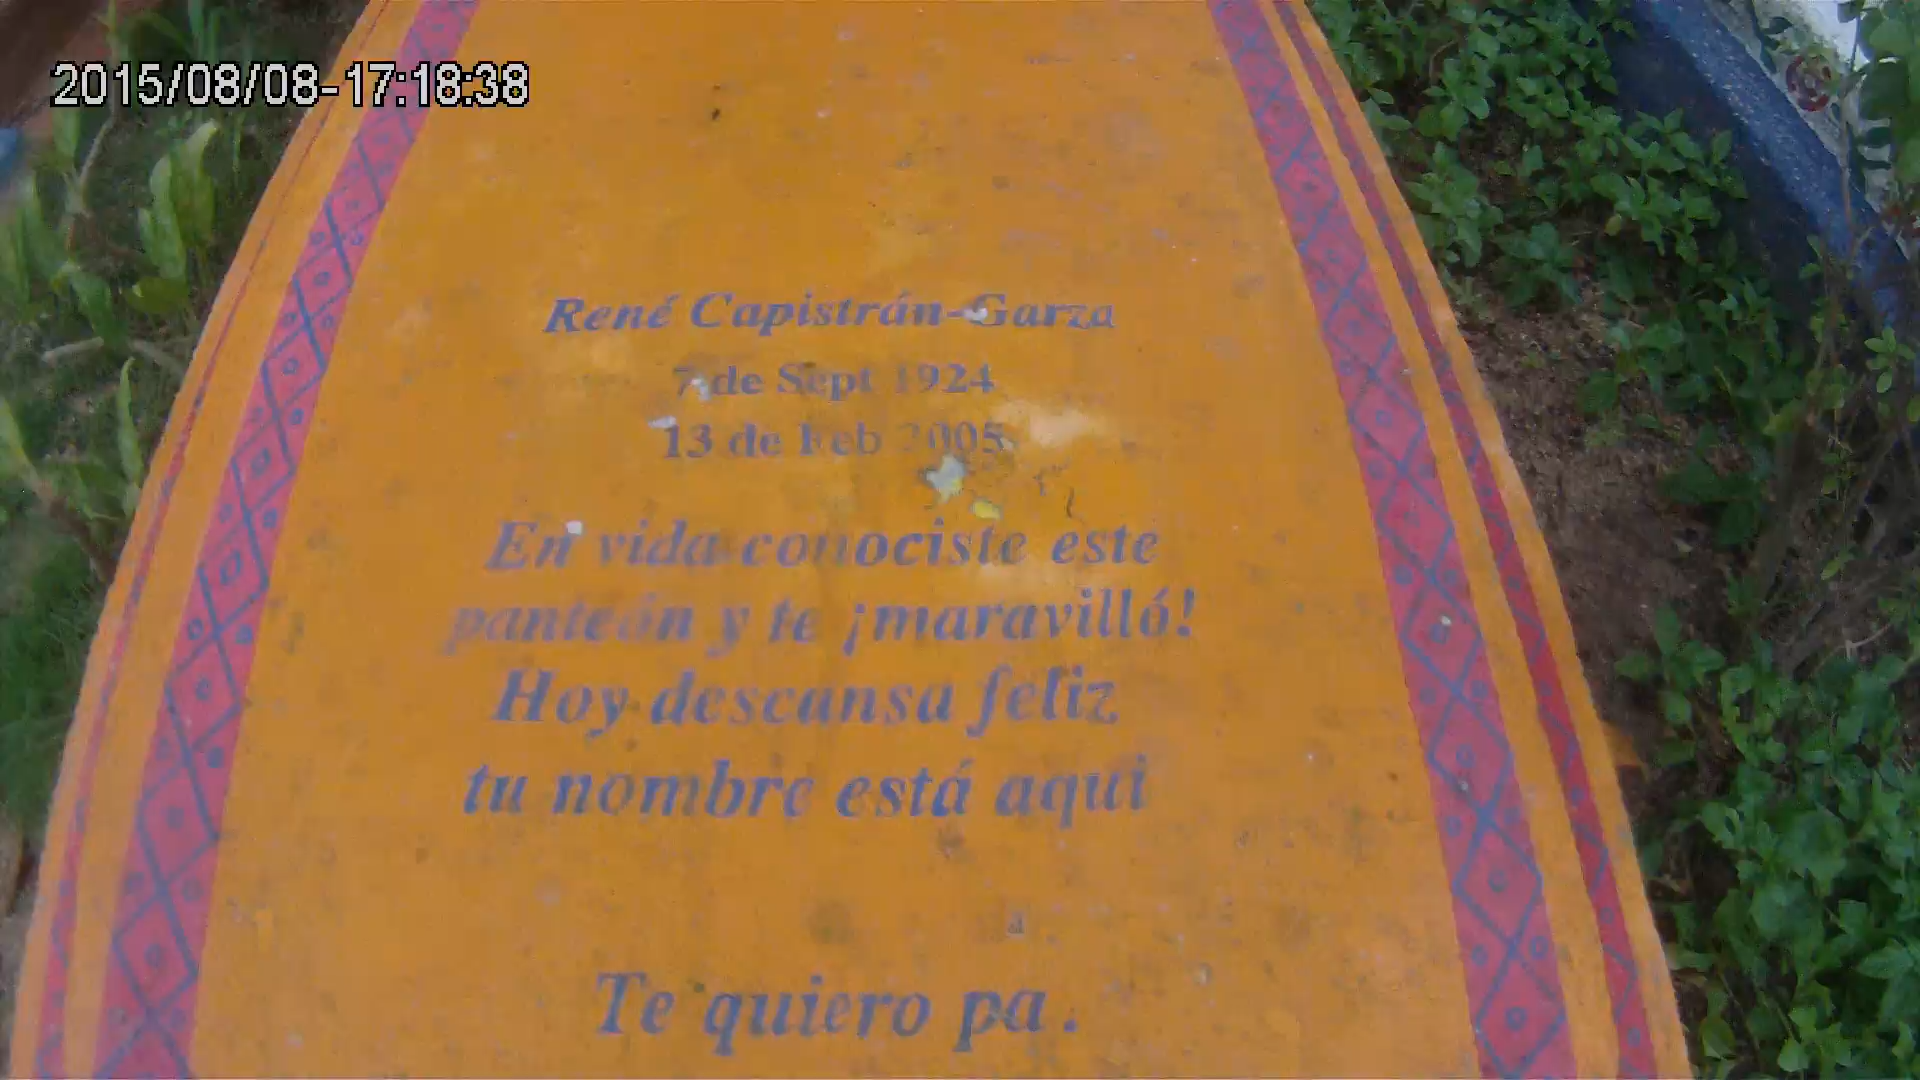 2015/08/08-17:18:38
René Capistrán-Garza
7 de Sept 1924
13 de Feb 2005
En vida conociste este
panteón y te ¡maravilló!
Hoy descansa feliz
tu nombre está aqui
Te quiero pa.